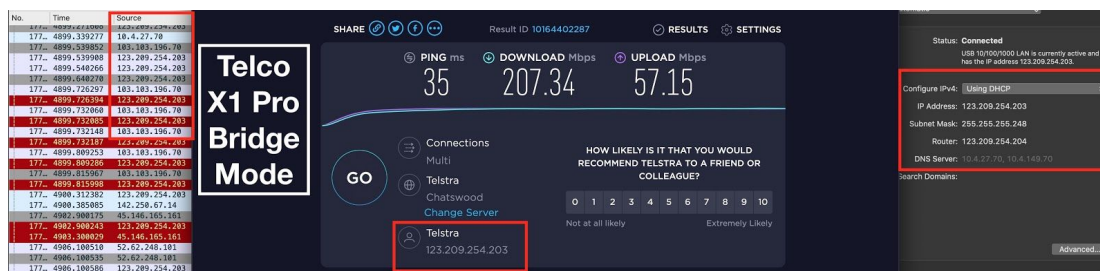 No.
Time
Source
177… 4899.271608 123.209.254.203
177… 4899.339277 10.4.27.70
177… 4899.539852 103.103.196.70
177… 4899.539908 123.209.254.203
177… 4899.540266 123.209.254.203
177… 4899.640270 123.209.254.203
177… 4899.726297 103.103.196.70
177… 4899.726394 123.209.254.203
177… 4899.732060 103.103.196.70
177… 4899.732085 123.209.254.203
177… 4899.732148 103.103.196.70
177… 4899.732187 123.209.254.203
177… 4899.809253 103.103.196.70
177… 4899.809286 123.209.254.203
177… 4899.815967 103.103.196.70
177… 4899.815998 123.209.254.203
177… 4900.312382 123.209.254.203
177… 4900.385085 142.250.67.14
177… 4902.900175 45.146.165.161
177… 4902.900243 123.209.254.203
177… 4903.300029 45.146.165.161
177… 4906.100510 52.62.248.101
177… 4906.100535 52.62.248.101
177… 4906.100586 123.209.254.203
Telco
X1 Pro
Bridge
Mode
SHARE
Result ID 10164402287
RESULTS
SETTINGS
PING ms
DOWNLOAD Mbps
UPLOAD Mbps
35
207.34
57.15
GO
Connections
Multi
Telstra
Chatswood
Change Server
Telstra
123.209.254.203
HOW LIKELY IS IT THAT YOU WOULD
RECOMMEND TELSTRA TO A FRIEND OR
COLLEAGUE?
0 1 2 3 4 5 6 7 8 9 10
Not at all likely
Extremely Likely
Status: Connected
USB 10/100/1000 LAN is currently active and
has the IP address 123.209.254.203.
Configure IPv4: Using DHCP
IP Address: 123.209.254.203
Subnet Mask: 255.255.255.248
Router: 123.209.254.204
DNS Server: 10.4.27.70, 10.4.149.70
Search Domains:
Advanced...